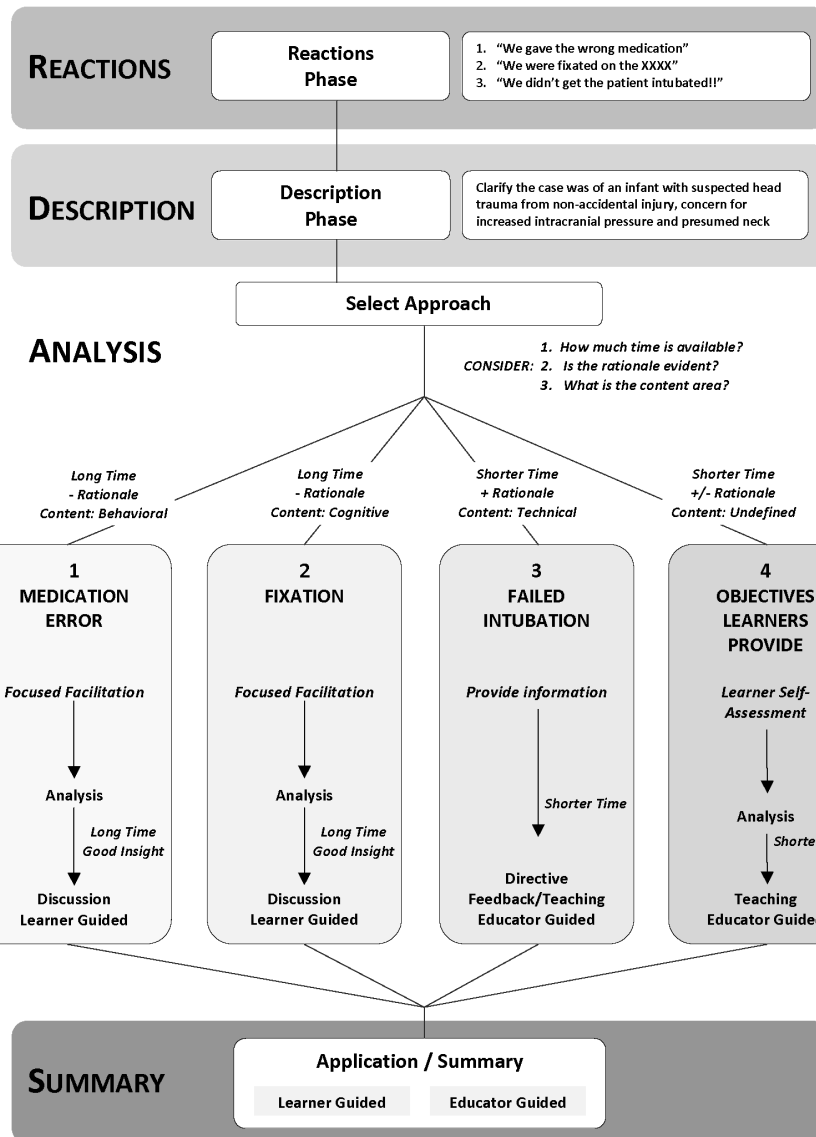 REACTIONS
Reactions
Phase
1. “We gave the wrong medication”
2. “We were fixated on the XXXX”
3. “We didn’t get the patient intubated!!”
DESCRIPTION
Description
Phase
Clarify the case was of an infant with suspected head
trauma from non-accidental injury, concern for
increased intracranial pressure and presumed neck
Select Approach
ANALYSIS
1. How much time is available?
CONSIDER: 2. Is the rationale evident?
3. What is the content area?
Long Time
- Rationale
Content: Behavioral
Long Time
- Rationale
Content: Cognitive
Shorter Time
+ Rationale
Content: Technical
Shorter Time
+/- Rationale
Content: Undefined
1
MEDICATION
ERROR
Focused Facilitation
Analysis
Long Time
Good Insight
Discussion
Learner Guided
2
FIXATION
Focused Facilitation
Analysis
Long Time
Good Insight
Discussion
Learner Guided
3
FAILED
INTUBATION
Provide information
Shorter Time
Directive
Feedback/Teaching
Educator Guided
4
OBJECTIVES
LEARNERS
PROVIDE
Learner Self-
Assessment
Analysis
Shorte
Teaching
Educator Guided
SUMMARY
Application / Summary
Learner Guided
Educator Guided